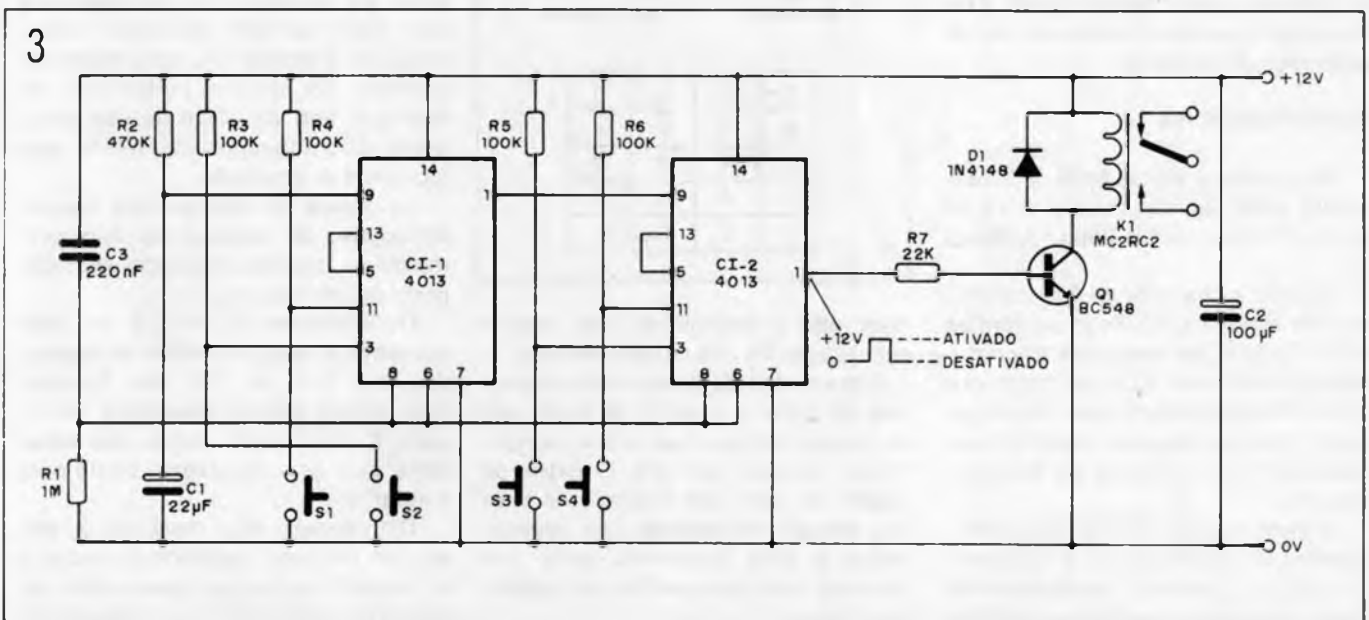 3
+12V
R2
470K
R3
100K
R4
100K
R5
100K
R6
100K
14
9
1
13
5
CI-1
4013
11
3
8
6
7
14
9
13
5
CI-2
4013
1
11
3
8
6
7
C3
220nF
R1
1M
C1
22µF
S1
S2
S3
S4
+12V
0
ATIVADO
DESATIVADO
R7
22K
D1
1N4148
K1
MC2RC2
Q1
BC548
C2
100µF
0V